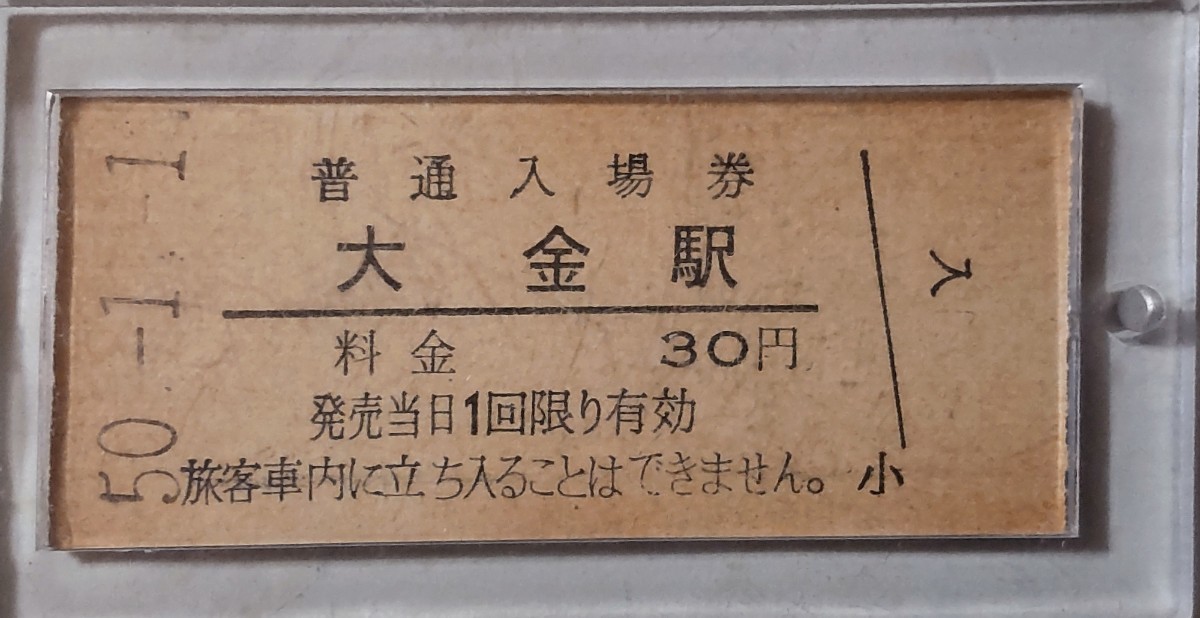 普通入場券
大金駅
料金 30円
発売当日1回限り有効
旅客車内に立ち入ることはできません。
小
入
50.-1.-1.